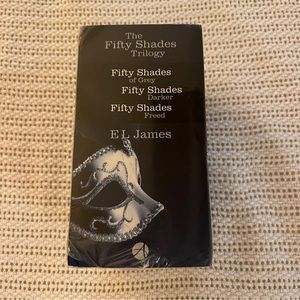 The
Fifty Shades
Trilogy
Fifty Shades
of Grey
Fifty Shades
Darker
Fifty Shades
Freed
E L James